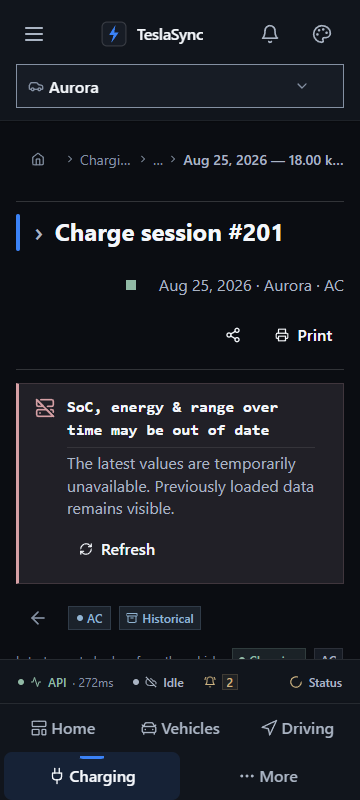 TeslaSync
Aurora
Chargi... ... Aug 25, 2026 — 18.00 k...
› Charge session #201
Aug 25, 2026 · Aurora · AC
Print
SoC, energy & range over
time may be out of date
The latest values are temporarily
unavailable. Previously loaded data
remains visible.
Refresh
AC Historical
API · 272ms Idle 2 Status
Home Vehicles Driving
Charging More